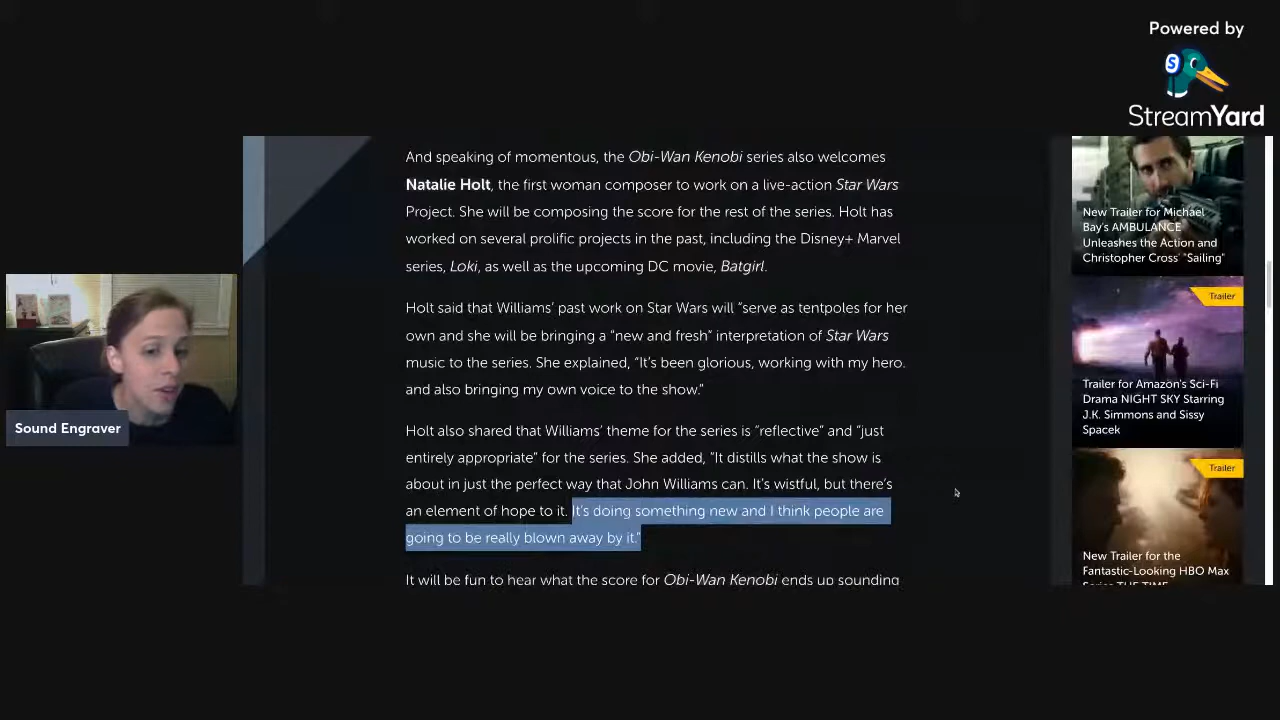 Powered by
S
StreamYard
And speaking of momentous, the Obi-Wan Kenobi series also welcomes
Natalie Holt, the first woman composer to work on a live-action Star Wars
Project. She will be composing the score for the rest of the series. Holt has
worked on several prolific projects in the past, including the Disney+ Marvel
series, Loki, as well as the upcoming DC movie, Batgirl.
Holt said that Williams’ past work on Star Wars will “serve as tentpoles for her
own and she will be bringing a “new and fresh” interpretation of Star Wars
music to the series. She explained, “It’s been glorious, working with my hero.
and also bringing my own voice to the show.”
Holt also shared that Williams’ theme for the series is “reflective” and “just
entirely appropriate” for the series. She added, “It distills what the show is
about in just the perfect way that John Williams can. It’s wistful, but there’s
an element of hope to it. It’s doing something new and I think people are
going to be really blown away by it.”
It will be fun to hear what the score for Obi-Wan Kenobi ends up sounding
Sound Engraver
New Trailer for Michael
Bay's AMBULANCE
Unleashes the Action and
Christopher Cross' "Sailing"
Trailer
Trailer for Amazon's Sci-Fi
Drama NIGHT SKY Starring
J.K. Simmons and Sissy
Spacek
Trailer
New Trailer for the
Fantastic-Looking HBO Max
Series THE TIME